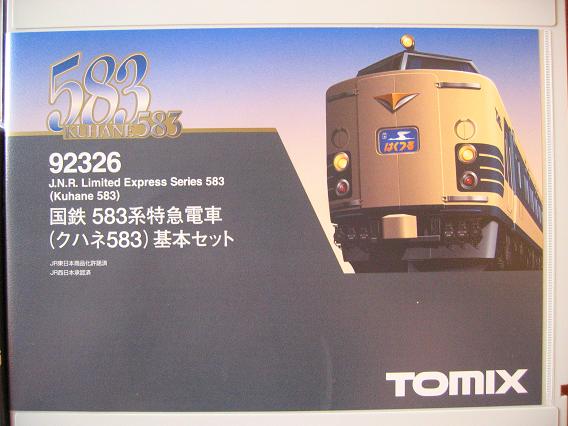 583
KUHANE583
92326
J.N.R. Limited Express Series 583
(Kuhane 583)
国鉄 583系特急電車
(クハネ583) 基本セット
JR東日本商品化許諾済
JR西日本承認済
はくつる
TOMIX